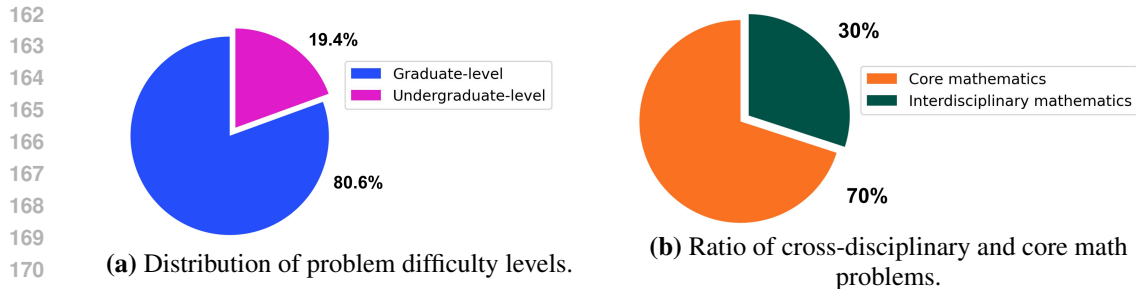 162
163
164
165
166
167
168
169
170
19.4%
Graduate-level
Undergraduate-level
80.6%
(a) Distribution of problem difficulty levels.
30%
Core mathematics
Interdisciplinary mathematics
70%
(b) Ratio of cross-disciplinary and core math
problems.